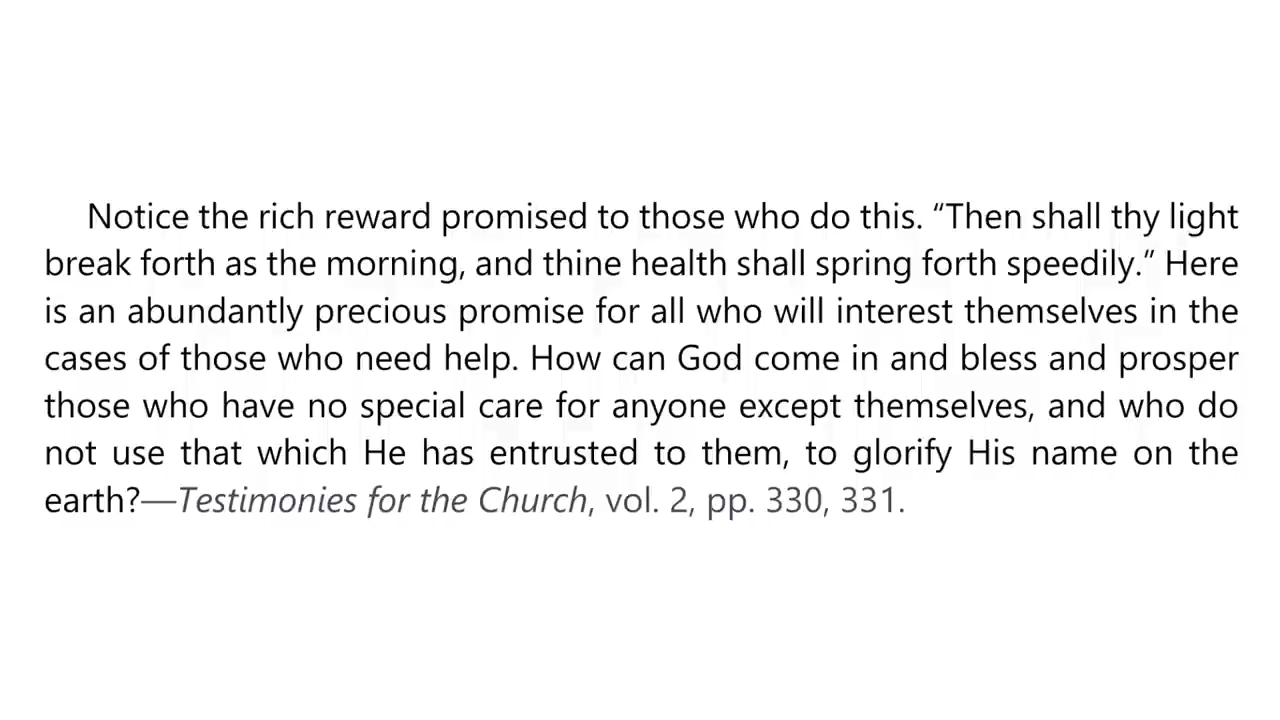 Notice the rich reward promised to those who do this. “Then shall thy light
break forth as the morning, and thine health shall spring forth speedily.” Here
is an abundantly precious promise for all who will interest themselves in the
cases of those who need help. How can God come in and bless and prosper
those who have no special care for anyone except themselves, and who do
not use that which He has entrusted to them, to glorify His name on the
earth?—Testimonies for the Church, vol. 2, pp. 330, 331.